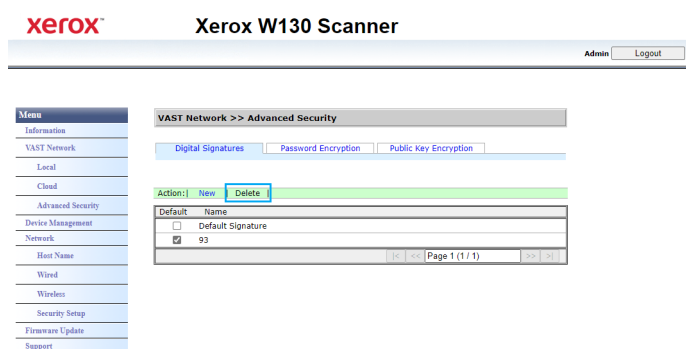 xerox™ Xerox W130 Scanner
Admin Logout
Menu
Information
VAST Network
Local
Cloud
Advanced Security
Device Management
Network
Host Name
Wired
Wireless
Security Setup
Firmware Update
Support
VAST Network >> Advanced Security
Digital Signatures Password Encryption Public Key Encryption
Action:| New | Delete |
Default Name
Default Signature
93
|< << Page 1 (1 / 1) >> >|